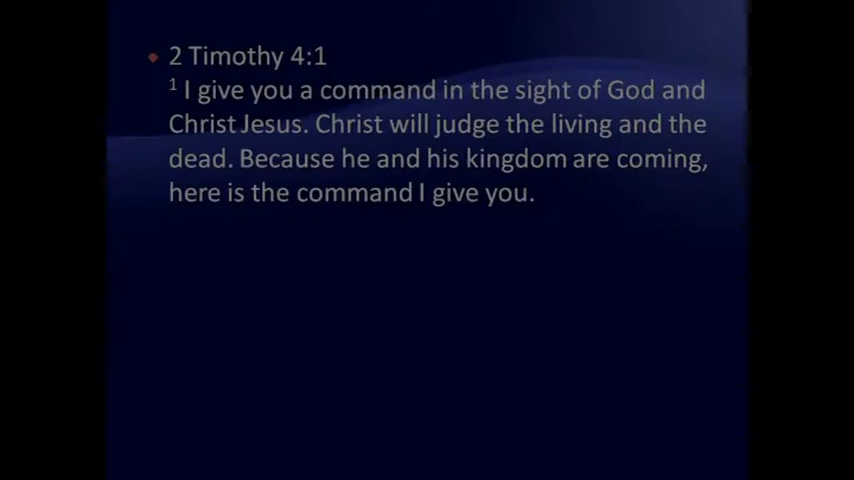 2 Timothy 4:1
1 I give you a command in the sight of God and
Christ Jesus. Christ will judge the living and the
dead. Because he and his kingdom are coming,
here is the command I give you.